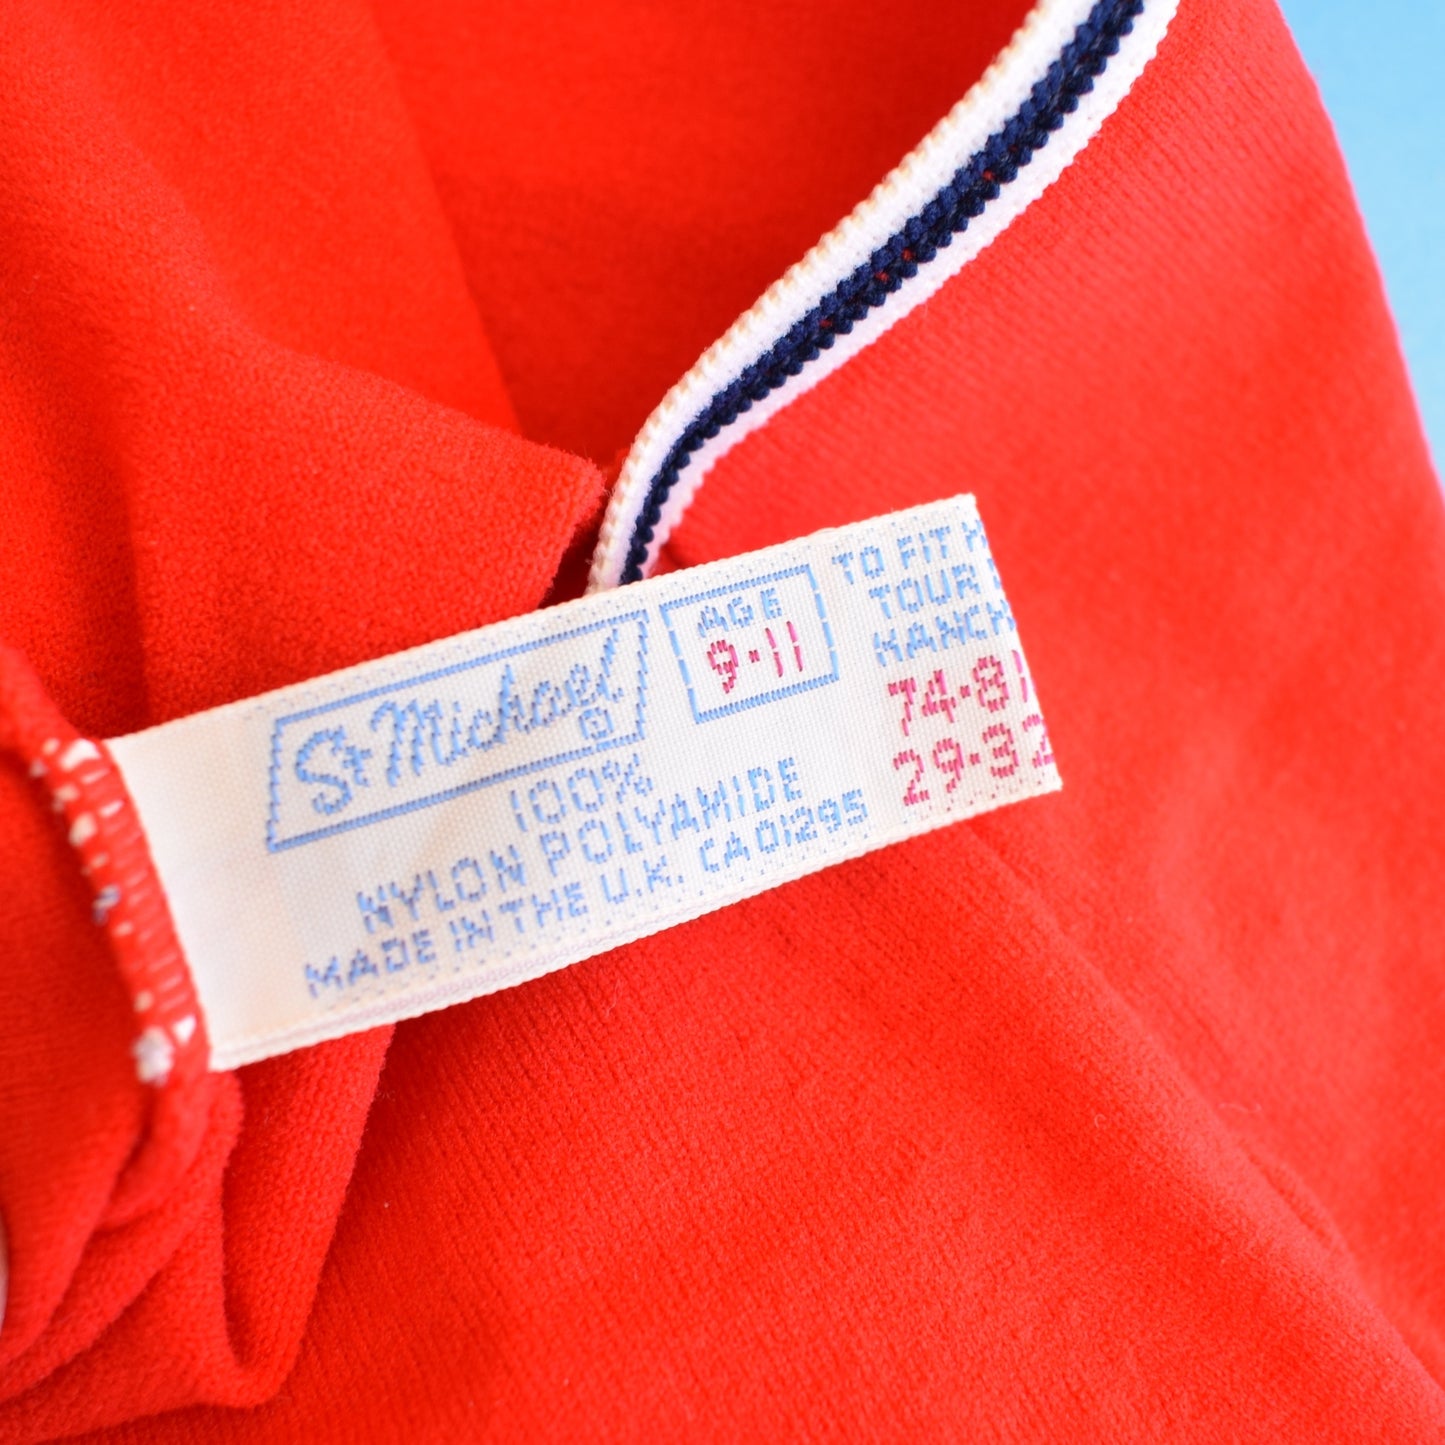 St Michael ®
AGE
9-11
100%
NYLON POLYAMIDE
MADE IN THE U.K. CA01295
TO FIT
TOUR
HANCH
74-81
29-32